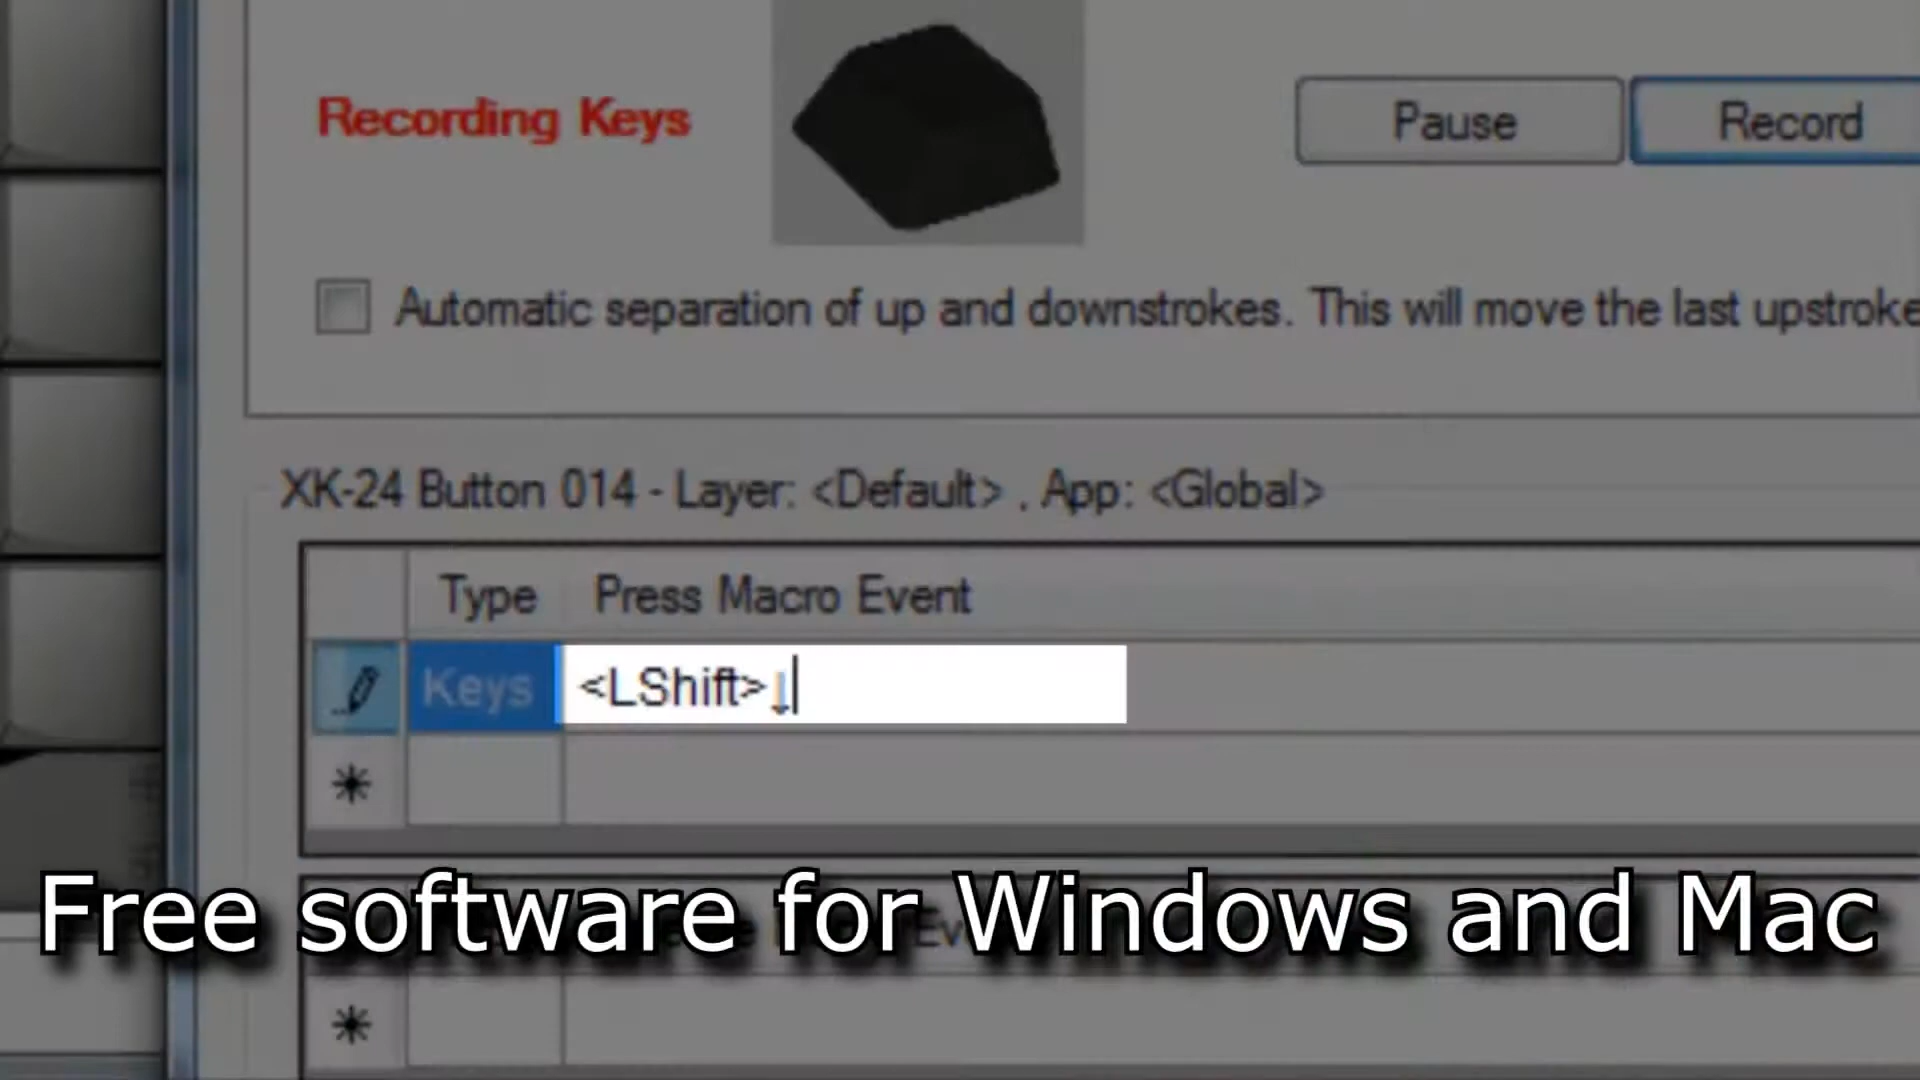 Recording Keys
Pause
Record
Automatic separation of up and downstrokes. This will move the last upstroke
XK-24 Button 014 - Layer: <Default> , App: <Global>
Type Press Macro Event
Keys <LShift>↓
Free software for Windows and Mac